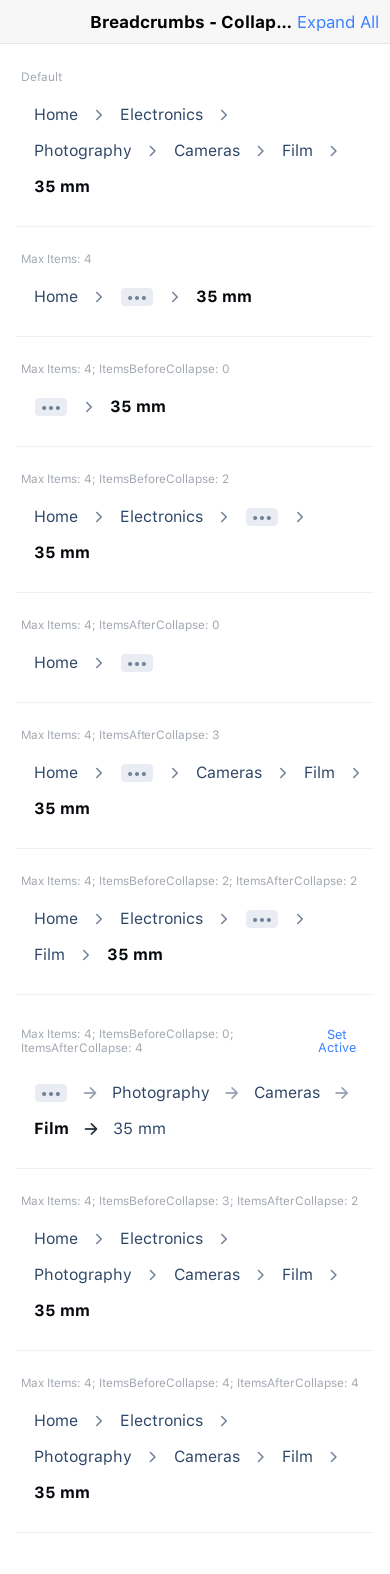 Breadcrumbs - Collap... Expand All
Default
Home Electronics
Photography Cameras Film
35 mm
Max Items: 4
Home ••• 35 mm
Max Items: 4; ItemsBeforeCollapse: 0
••• 35 mm
Max Items: 4; ItemsBeforeCollapse: 2
Home Electronics •••
35 mm
Max Items: 4; ItemsAfterCollapse: 0
Home •••
Max Items: 4; ItemsAfterCollapse: 3
Home ••• Cameras Film
35 mm
Max Items: 4; ItemsBeforeCollapse: 2; ItemsAfterCollapse: 2
Home Electronics •••
Film 35 mm
Max Items: 4; ItemsBeforeCollapse: 0;
ItemsAfterCollapse: 4
Set
Active
••• → Photography → Cameras →
Film → 35 mm
Max Items: 4; ItemsBeforeCollapse: 3; ItemsAfterCollapse: 2
Home Electronics
Photography Cameras Film
35 mm
Max Items: 4; ItemsBeforeCollapse: 4; ItemsAfterCollapse: 4
Home Electronics
Photography Cameras Film
35 mm